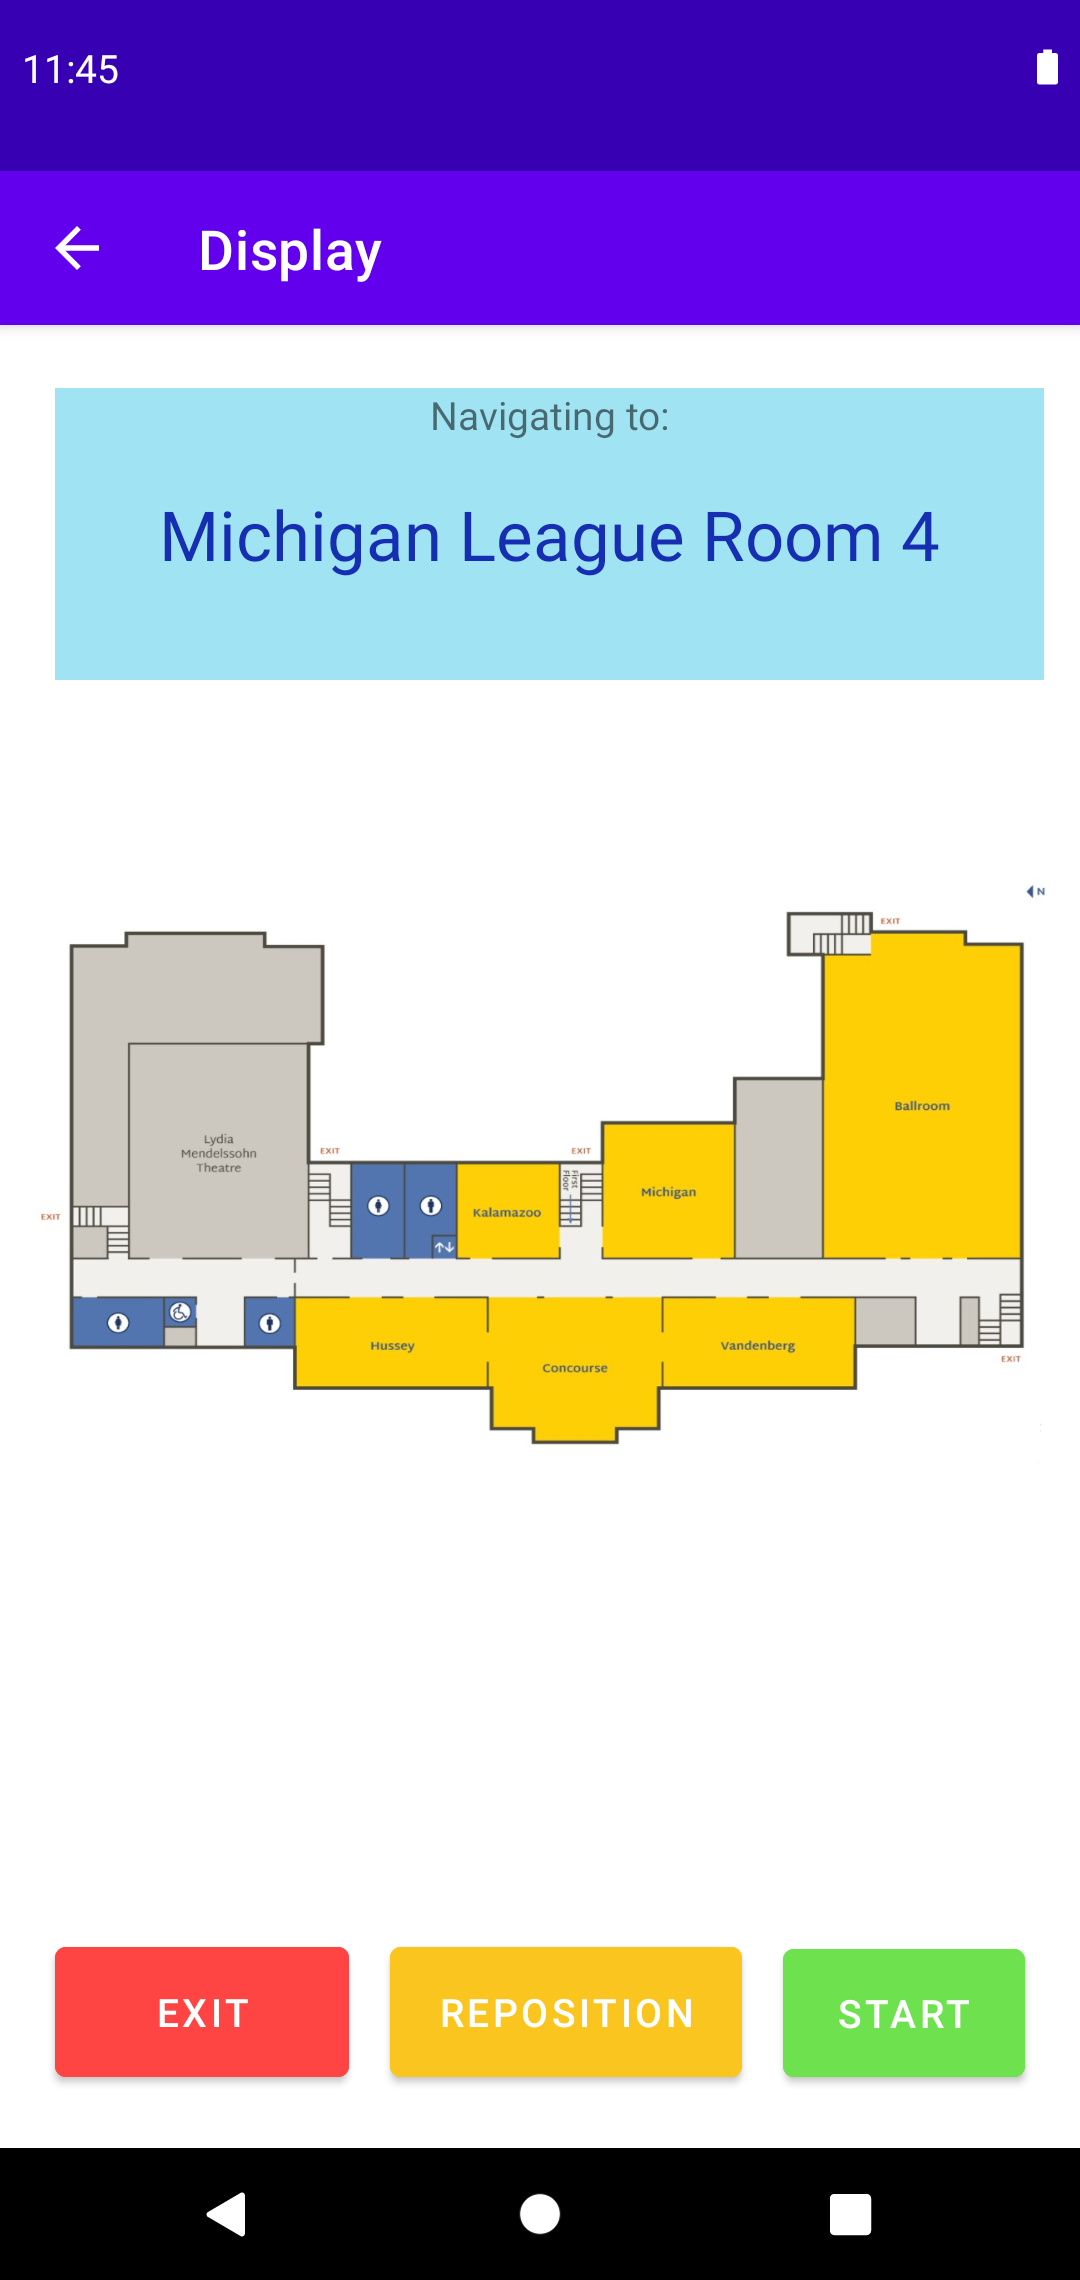 11:45
Display
Navigating to:
Michigan League Room 4
N
EXIT
Ballroom
Lydia
Mendelssohn
Theatre
EXIT
EXIT
First
Floor
Michigan
Kalamazoo
EXIT
Hussey
Concourse
Vandenberg
EXIT
EXIT
REPOSITION
START